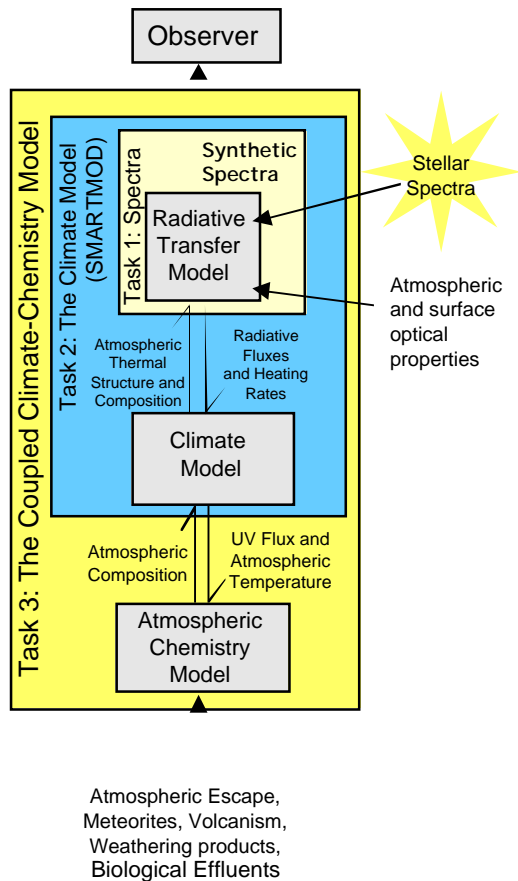 Observer
Task 3: The Coupled Climate-Chemistry Model
Task 2: The Climate Model
(SMARTMOD)
Task 1: Spectra
Synthetic
Spectra
Radiative
Transfer
Model
Stellar
Spectra
Atmospheric
and surface
optical
properties
Atmospheric
Thermal
Structure and
Composition
Radiative
Fluxes
and Heating
Rates
Climate
Model
Atmospheric
Composition
UV Flux and
Atmospheric
Temperature
Atmospheric
Chemistry
Model
Atmospheric Escape,
Meteorites, Volcanism,
Weathering products,
Biological Effluents